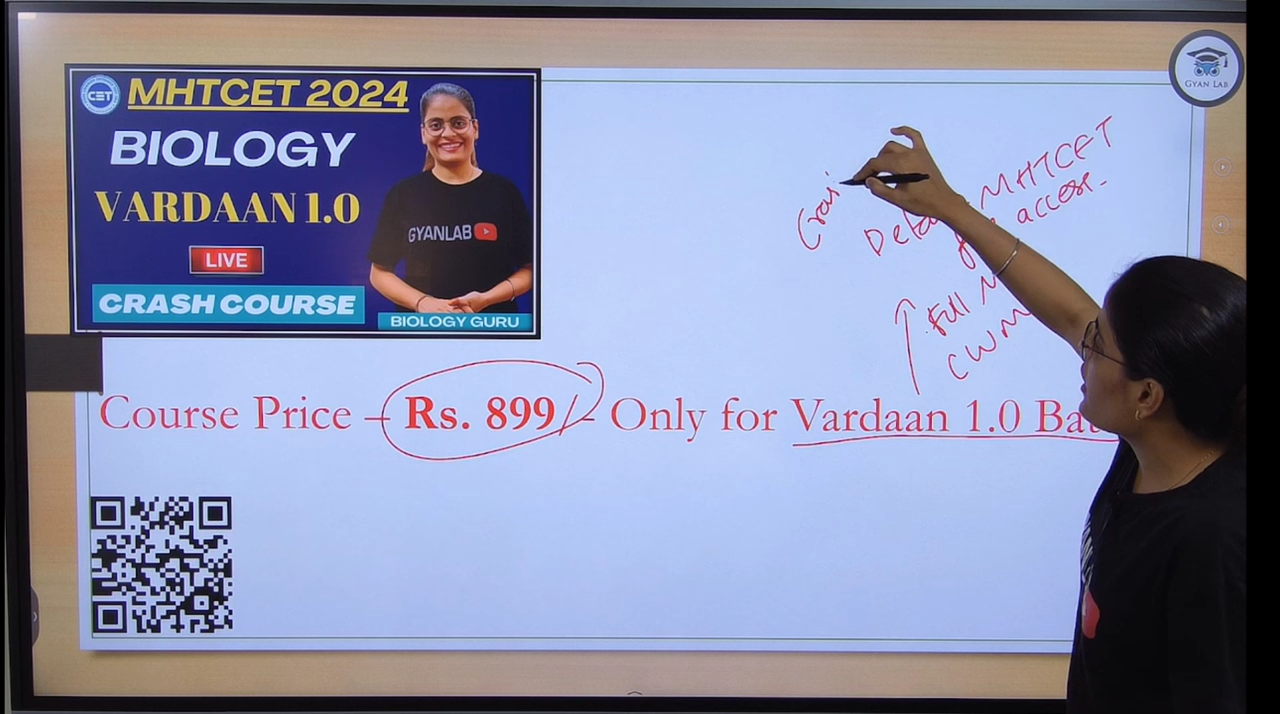 CET
MHTCET 2024
BIOLOGY
VARDAAN 1.0
LIVE
CRASH COURSE
GYANLAB
BIOLOGY GURU
GYAN LAB
MHTCET
access.
Full
Course Price – Rs. 899/- Only for Vardaan 1.0